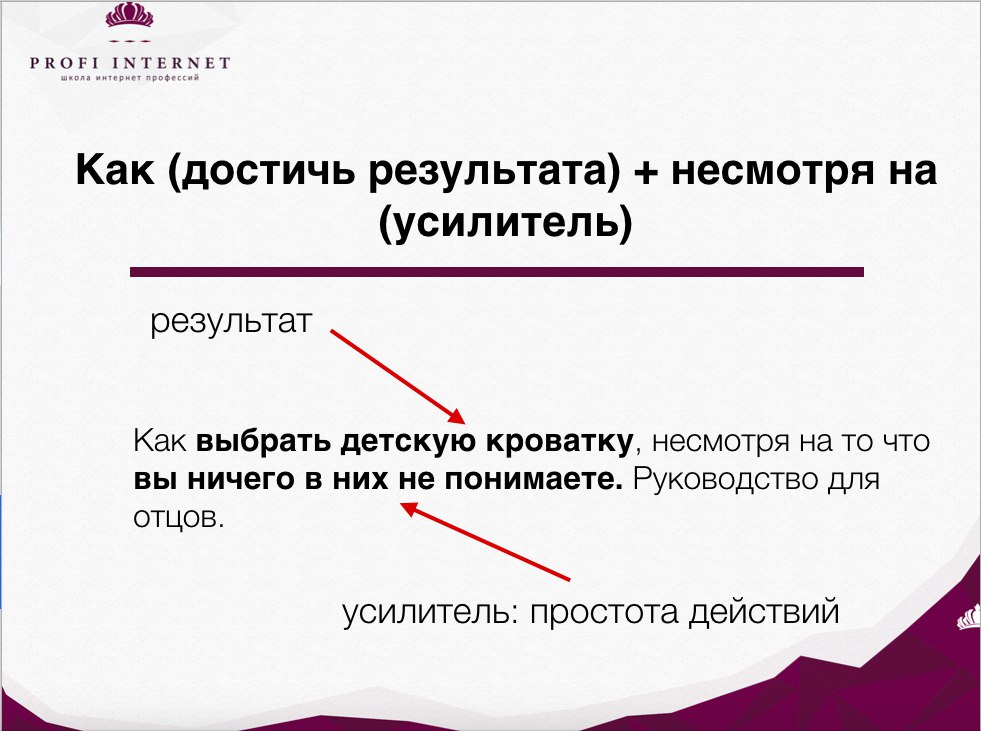 PROFI INTERNET
школа интернет профессий
Как (достичь результата) + несмотря на
(усилитель)
результат
Как выбрать детскую кроватку, несмотря на то что
вы ничего в них не понимаете. Руководство для
отцов.
усилитель: простота действий